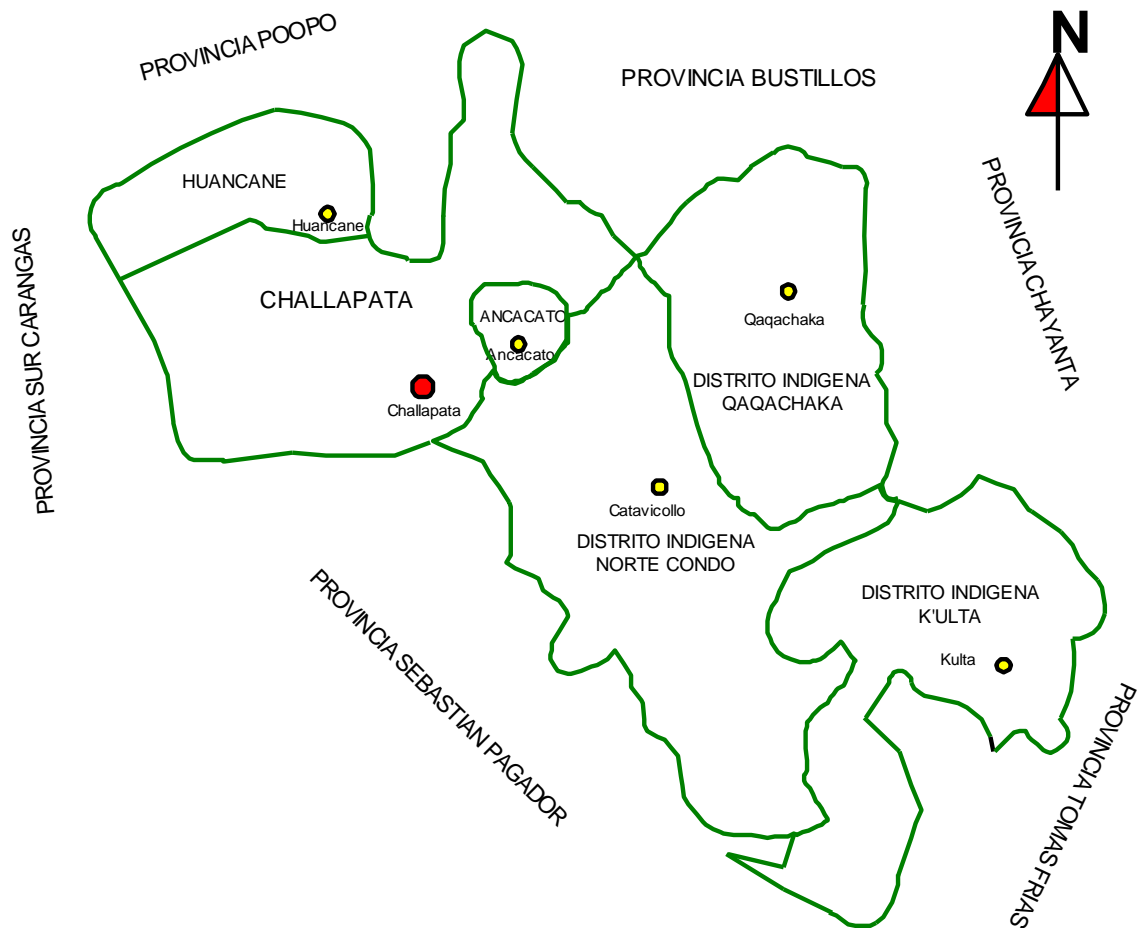 PROVINCIA POOPO
N
PROVINCIA BUSTILLOS
HUANCANE
Huancane
PROVINCIA CHAYANTA
PROVINCIA SUR CARANGAS
CHALLAPATA
ANCACATO
Ancacato
Qaqachaka
DISTRITO INDIGENA
QAQACHAKA
Challapata
Catavicollo
DISTRITO INDIGENA
NORTE CONDO
DISTRITO INDIGENA
K'ULTA
Kulta
PROVINCIA SEBASTIAN PAGADOR
PROVINCIA TOMAS FRIAS